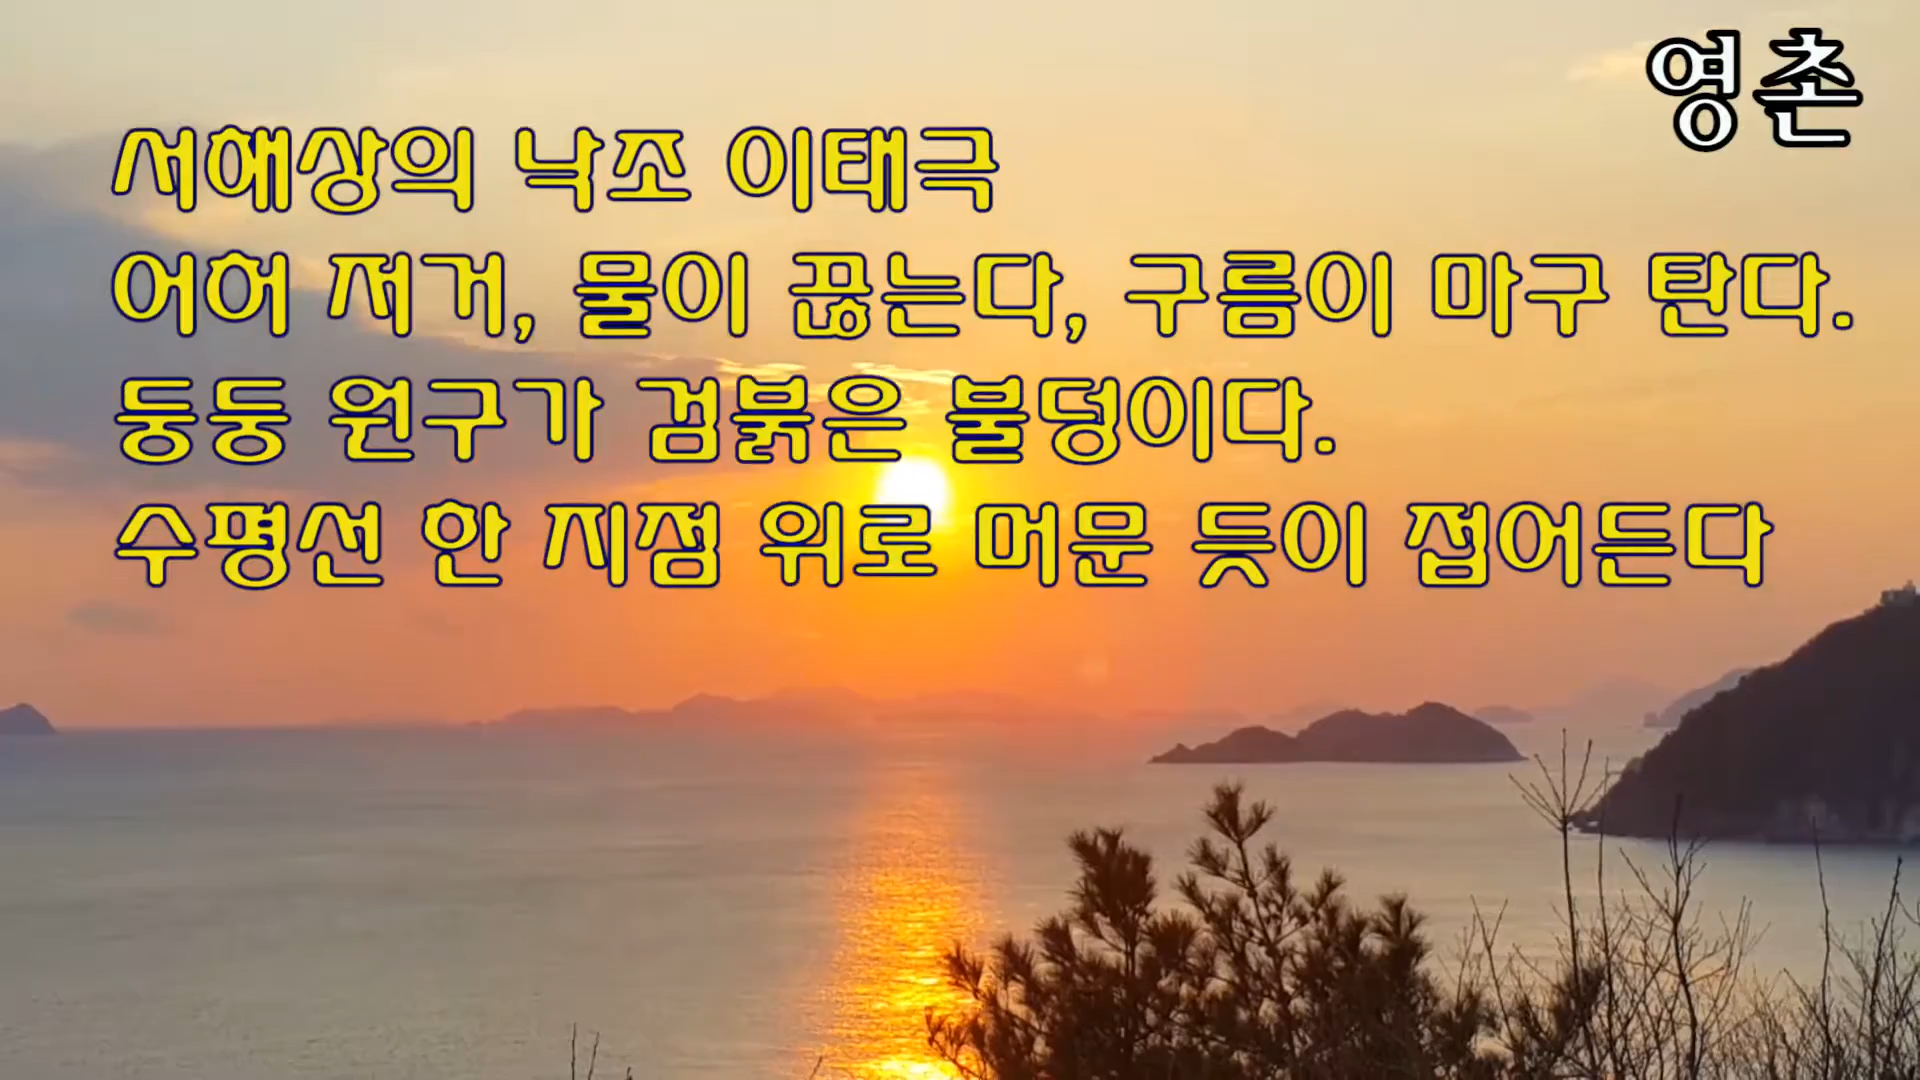 영촌
서해상의 낙조 이태극
어허 저거, 물이 끊는다, 구름이 마구 탄다.
둥둥 원구가 검붉은 불덩이다.
수평선 한 지점 위로 머문 듯이 접어든다